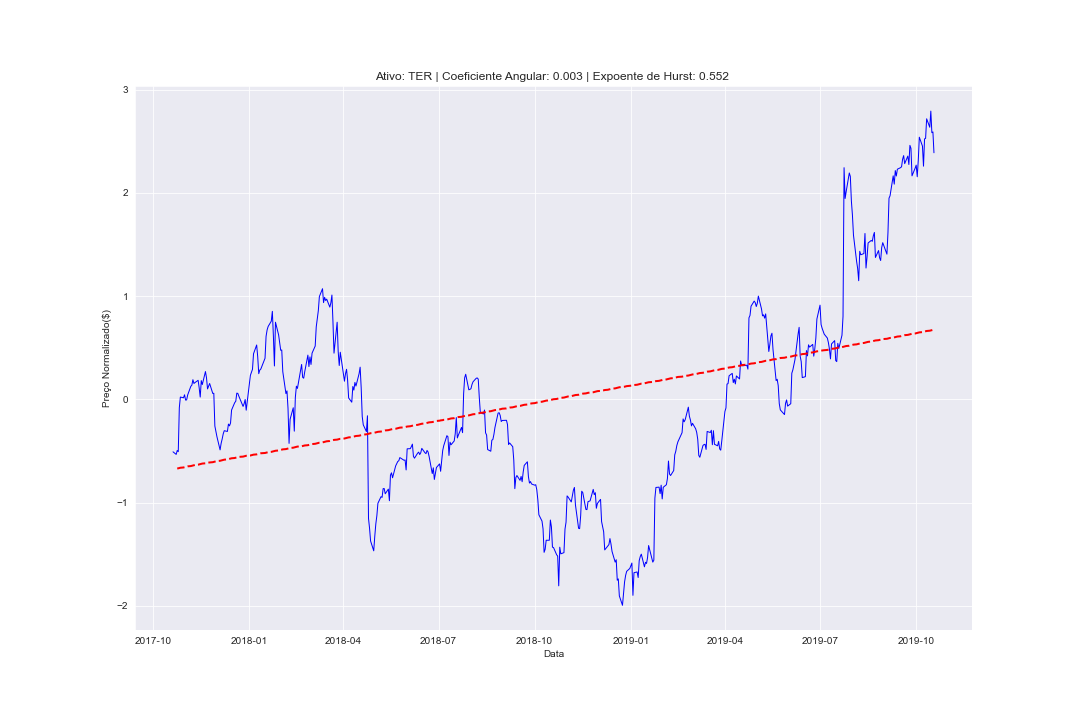 Ativo: TER | Coeficiente Angular: 0.003 | Expoente de Hurst: 0.552
Preço Normalizado($)
3
2
1
0
−1
−2
2017-10 2018-01 2018-04 2018-07 2018-10 2019-01 2019-04 2019-07 2019-10
Data